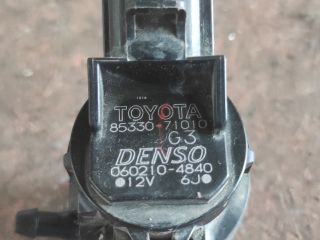 TOYOTA
85330-71010
G3
DENSO
060210-4840
●12V 6J●